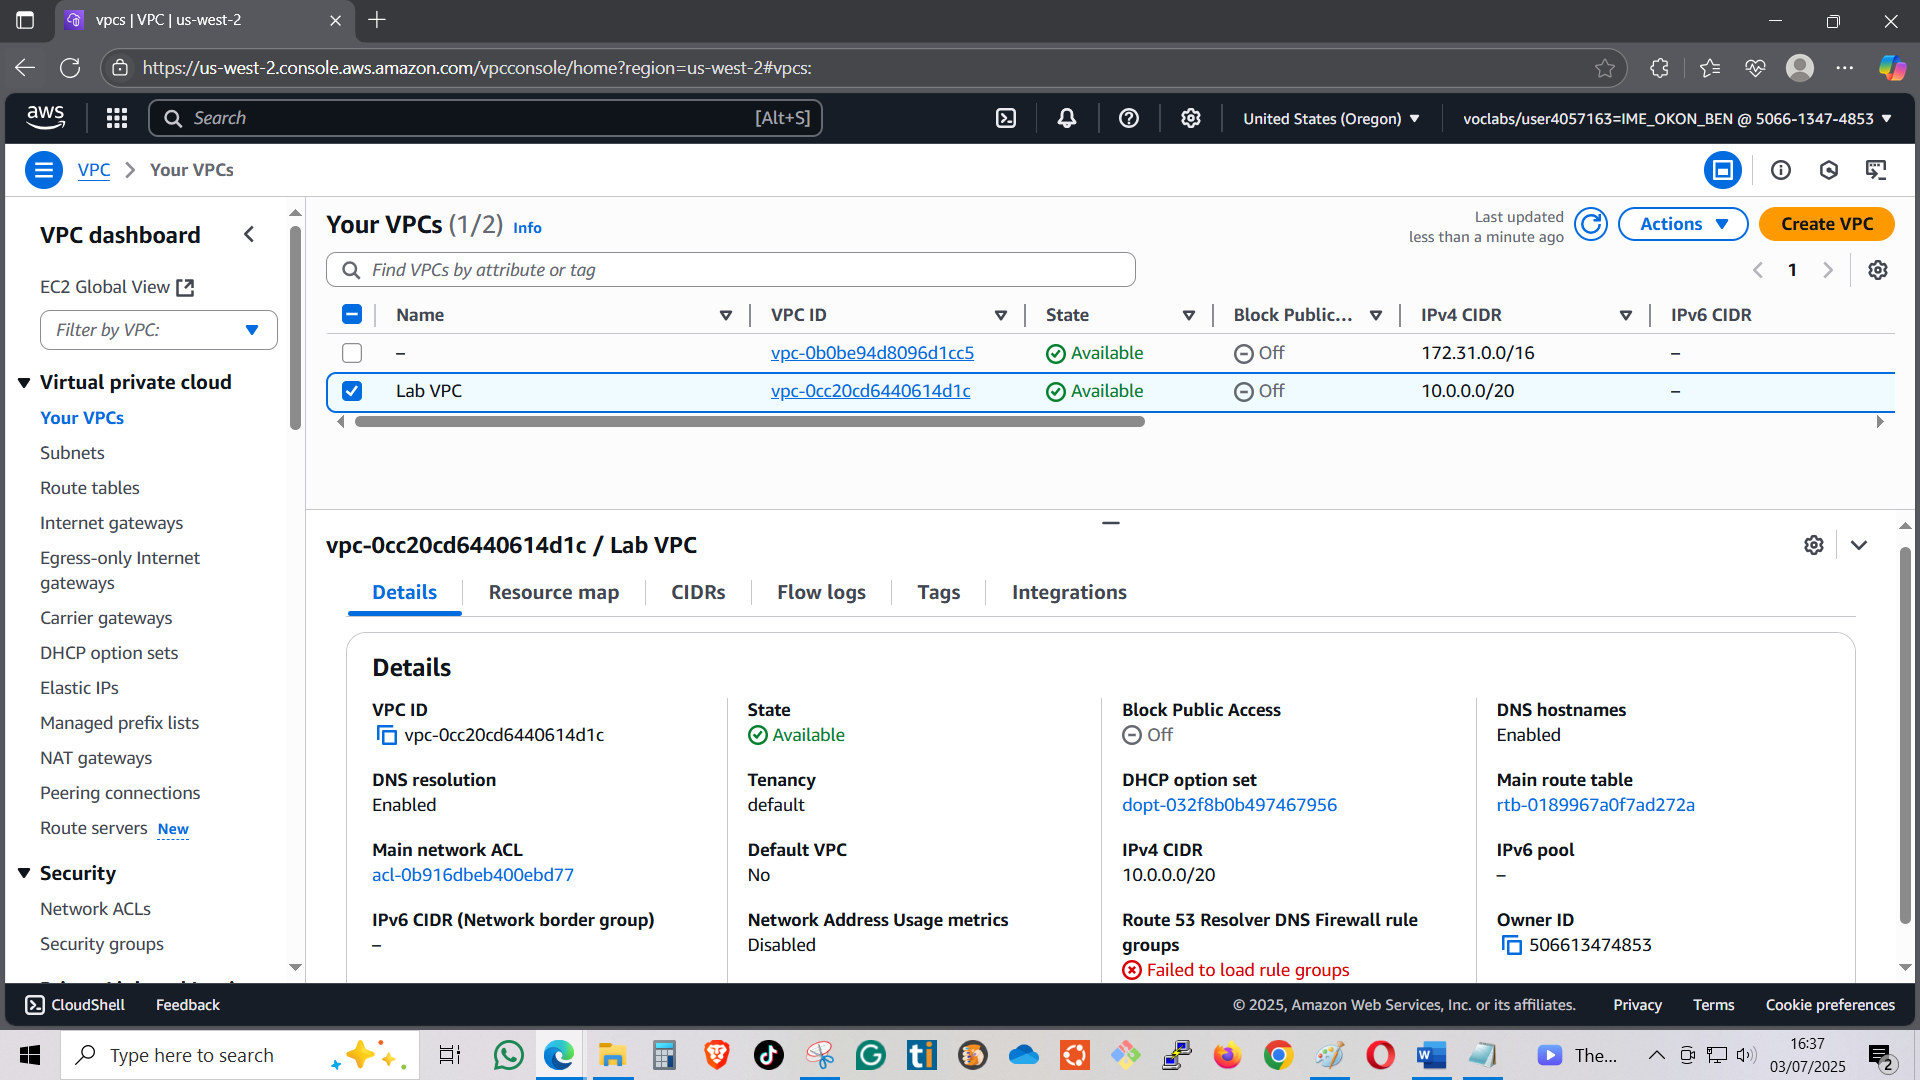 vpcs | VPC | us-west-2
https://us-west-2.console.aws.amazon.com/vpcconsole/home?region=us-west-2#vpcs:
aws
Search [Alt+S]
United States (Oregon) ▼
voclabs/user4057163=IME_OKON_BEN @ 5066-1347-4853 ▼
VPC > Your VPCs
VPC dashboard
EC2 Global View
Filter by VPC:
Virtual private cloud
Your VPCs
Subnets
Route tables
Internet gateways
Egress-only Internet
gateways
Carrier gateways
DHCP option sets
Elastic IPs
Managed prefix lists
NAT gateways
Peering connections
Route servers New
Security
Network ACLs
Security groups
Your VPCs (1/2) Info
Last updated
less than a minute ago
Actions
Create VPC
Find VPCs by attribute or tag
1
Name VPC ID State Block Public... IPv4 CIDR IPv6 CIDR
– vpc-0b0be94d8096d1cc5 Available Off 172.31.0.0/16 –
Lab VPC vpc-0cc20cd6440614d1c Available Off 10.0.0.0/20 –
vpc-0cc20cd6440614d1c / Lab VPC
Details Resource map CIDRs Flow logs Tags Integrations
Details
VPC ID
vpc-0cc20cd6440614d1c
State
Available
Block Public Access
Off
DNS hostnames
Enabled
DNS resolution
Enabled
Tenancy
default
DHCP option set
dopt-032f8b0b497467956
Main route table
rtb-0189967a0f7ad272a
Main network ACL
acl-0b916dbeb400ebd77
Default VPC
No
IPv4 CIDR
10.0.0.0/20
IPv6 pool
–
IPv6 CIDR (Network border group)
–
Network Address Usage metrics
Disabled
Route 53 Resolver DNS Firewall rule
groups
Failed to load rule groups
Owner ID
506613474853
CloudShell Feedback
© 2025, Amazon Web Services, Inc. or its affiliates. Privacy Terms Cookie preferences
Type here to search
The...
16:37
03/07/2025
2